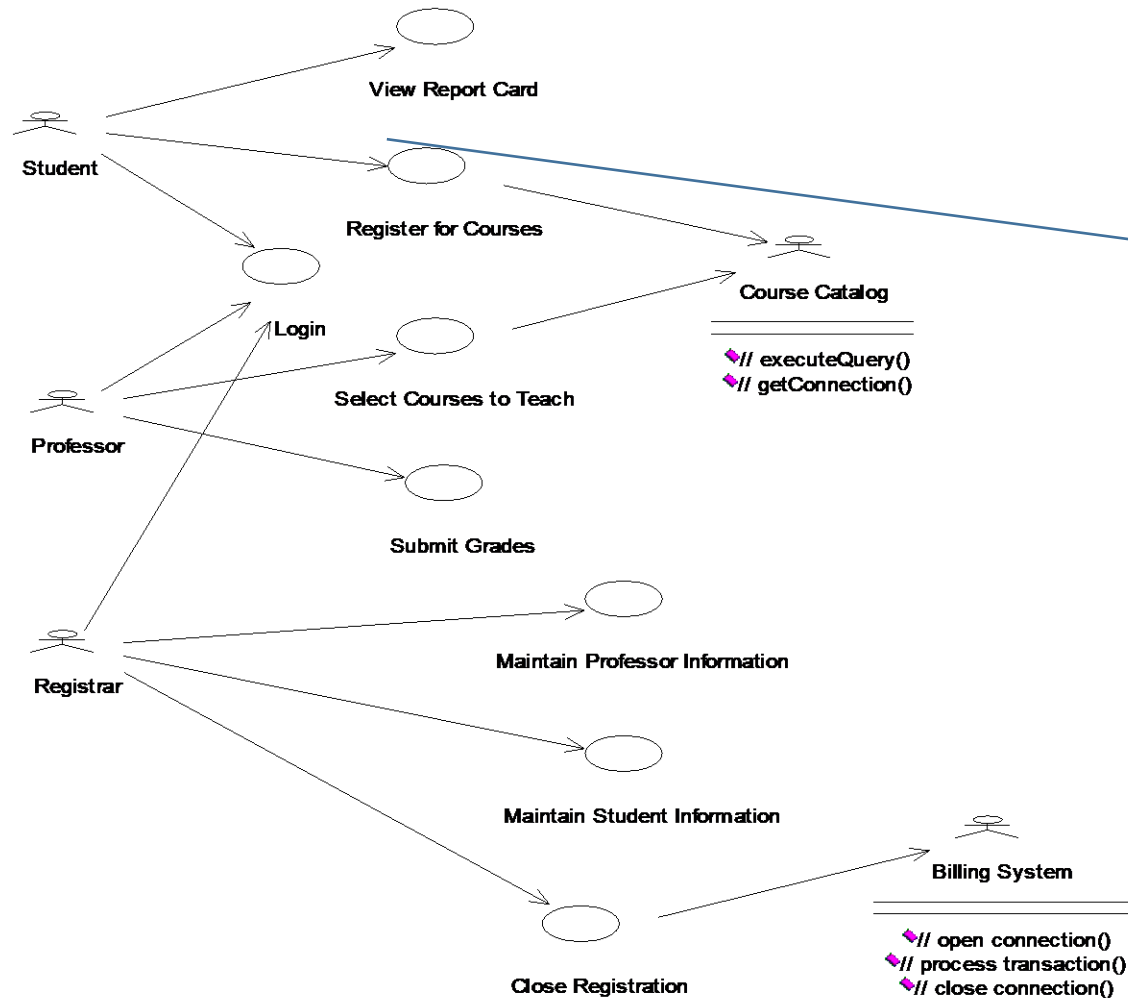 View Report Card
Student
Register for Courses
Course Catalog
Login
// executeQuery()
// getConnection()
Select Courses to Teach
Professor
Submit Grades
Maintain Professor Information
Registrar
Maintain Student Information
Billing System
// open connection()
// process transaction()
// close connection()
Close Registration